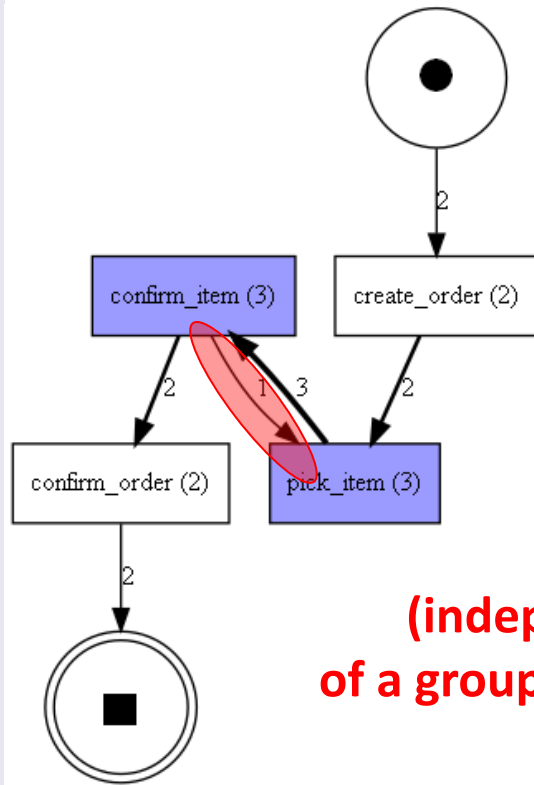 2
confirm_item (3)
create_order (2)
2
1
3
2
confirm_order (2)
pick_item (3)
2
(indep
of a group